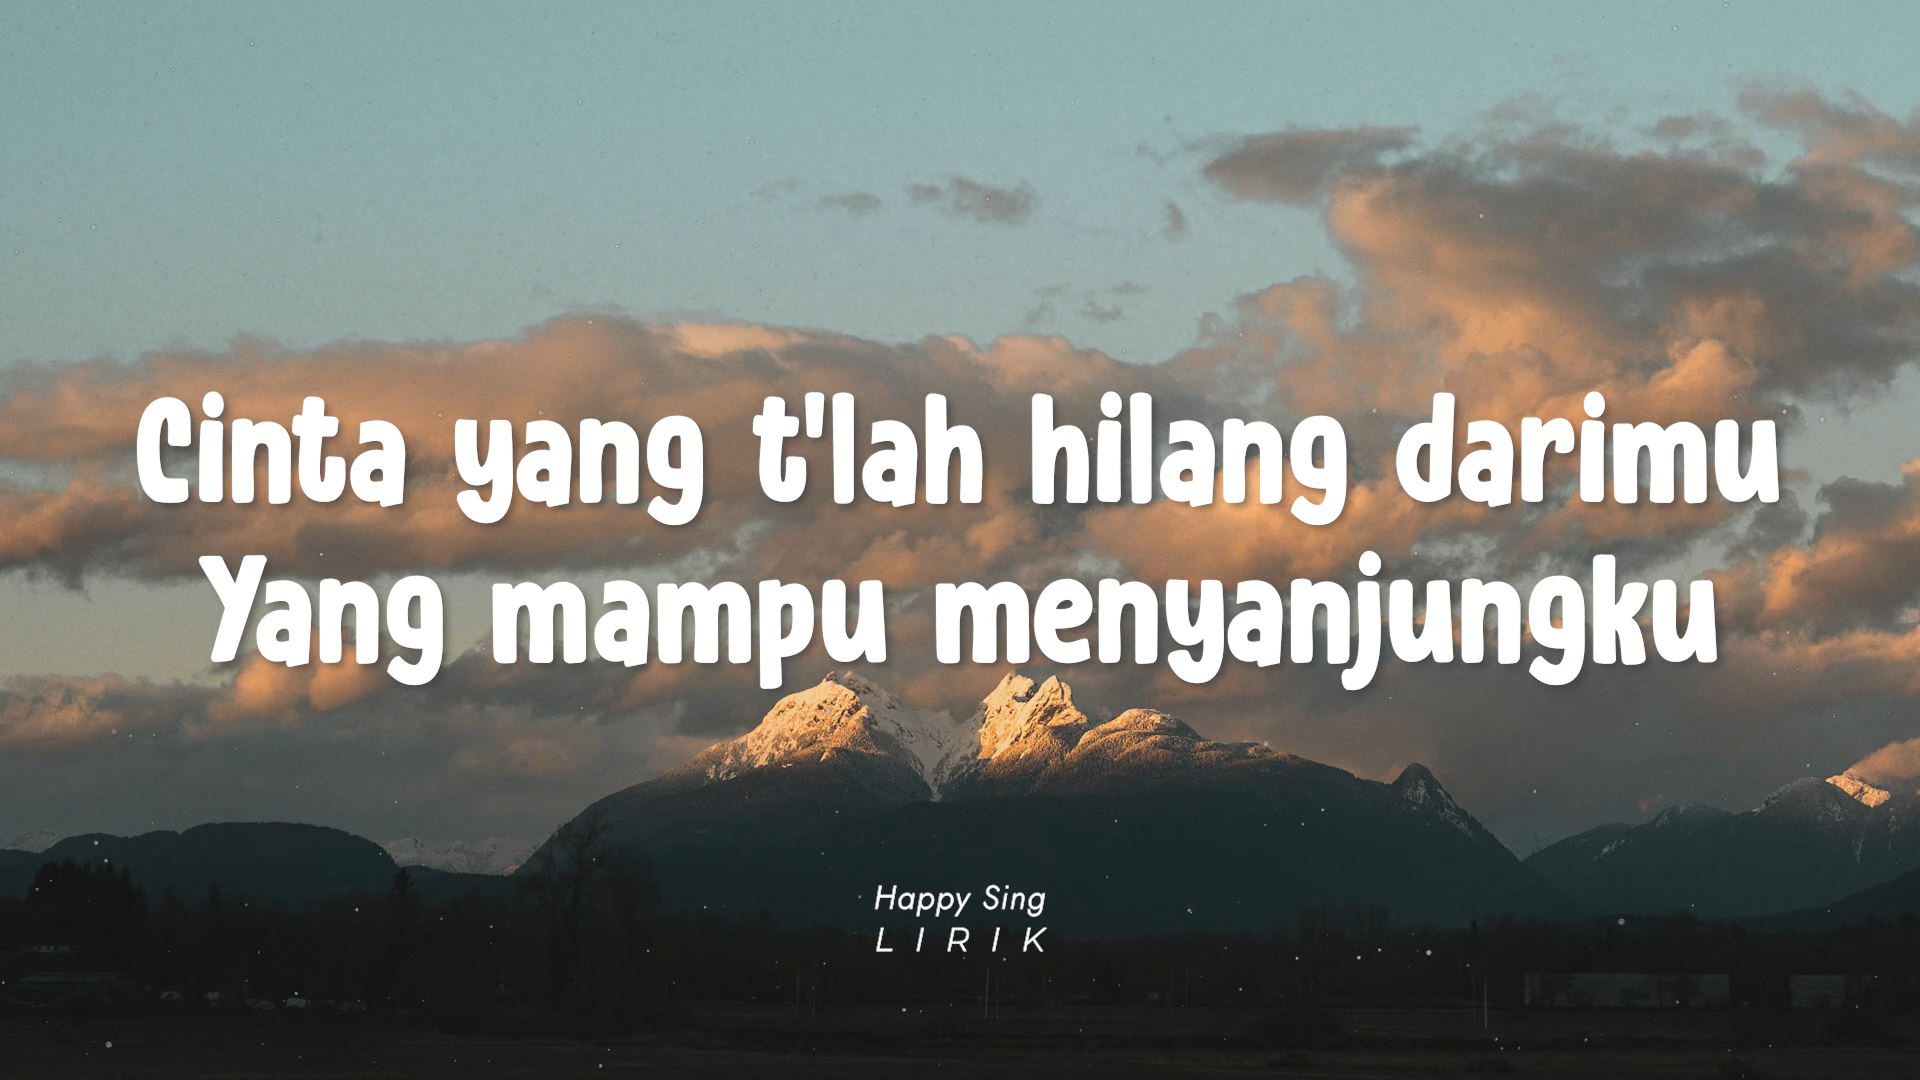 Cinta yang t'lah hilang darimu
Yang mampu menyanjungku
Happy Sing
LIRIK